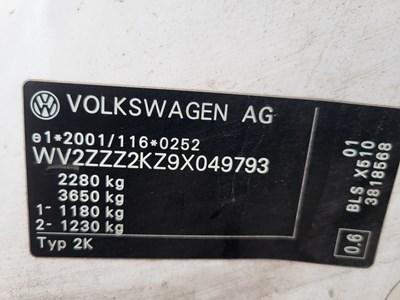 VOLKSWAGEN AG
e1*2001/116*0252
WV2ZZZ2KZ9X049793
2280 kg
3650 kg
1- 1180 kg
2- 1230 kg
Typ 2K
01
BLS X510
3818568
0.6